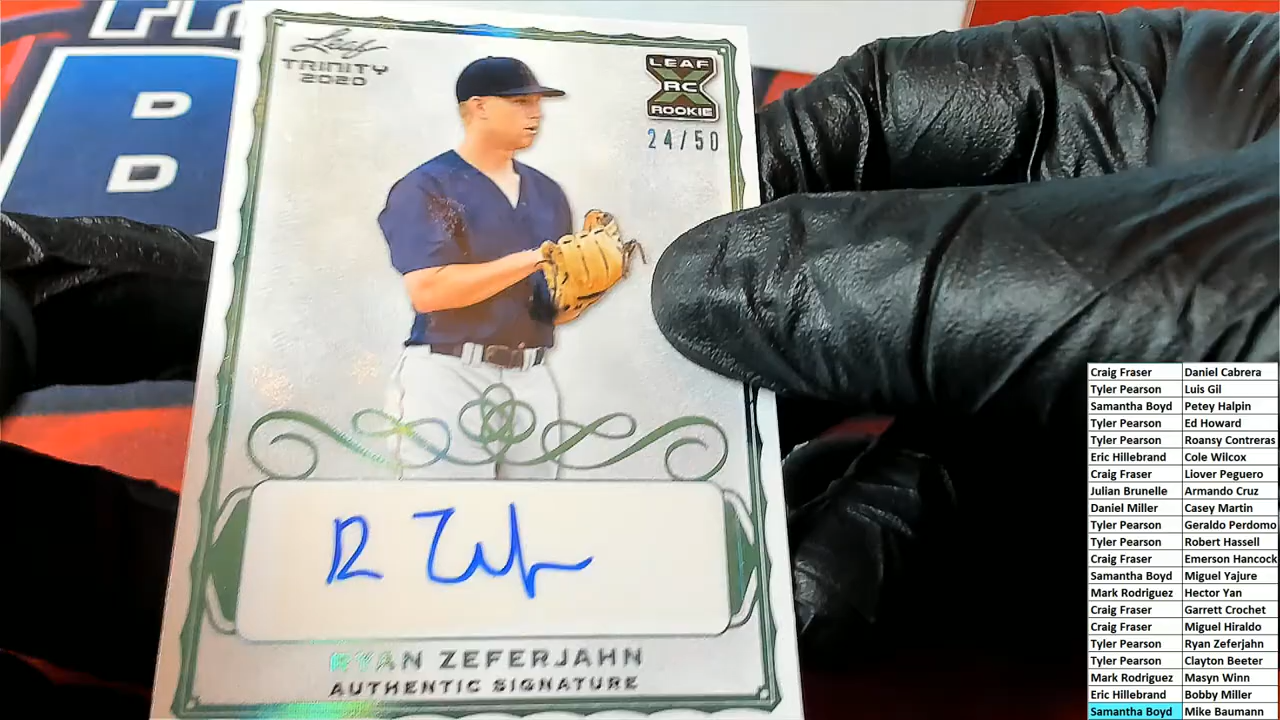 Leaf
TRINITY
2020
LEAF
RC
ROOKIE
24/50
R Zef
RYAN ZEFERJAHN
AUTHENTIC SIGNATURE
Craig Fraser Daniel Cabrera
Tyler Pearson Luis Gil
Samantha Boyd Petey Halpin
Tyler Pearson Ed Howard
Tyler Pearson Roansy Contreras
Eric Hillebrand Cole Wilcox
Craig Fraser Liover Peguero
Julian Brunelle Armando Cruz
Daniel Miller Casey Martin
Tyler Pearson Geraldo Perdomo
Tyler Pearson Robert Hassell
Craig Fraser Emerson Hancock
Samantha Boyd Miguel Yajure
Mark Rodriguez Hector Yan
Craig Fraser Garrett Crochet
Craig Fraser Miguel Hiraldo
Tyler Pearson Ryan Zeferjahn
Tyler Pearson Clayton Beeter
Mark Rodriguez Masyn Winn
Eric Hillebrand Bobby Miller
Samantha Boyd Mike Baumann